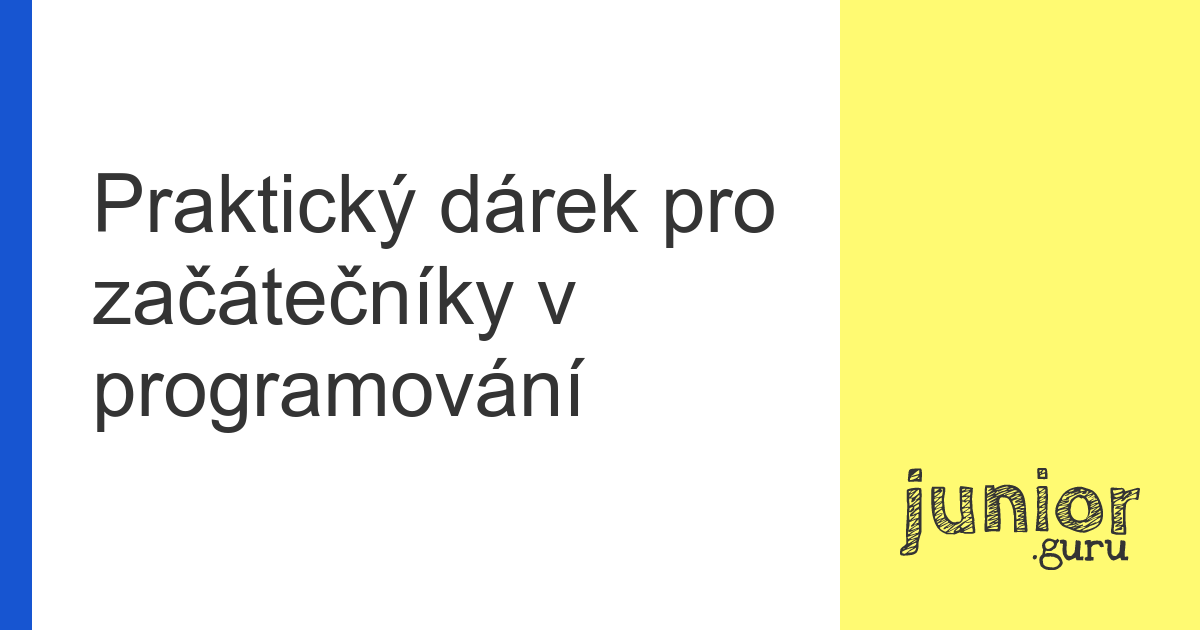 Praktický dárek pro
začátečníky v
programování
junior
.guru